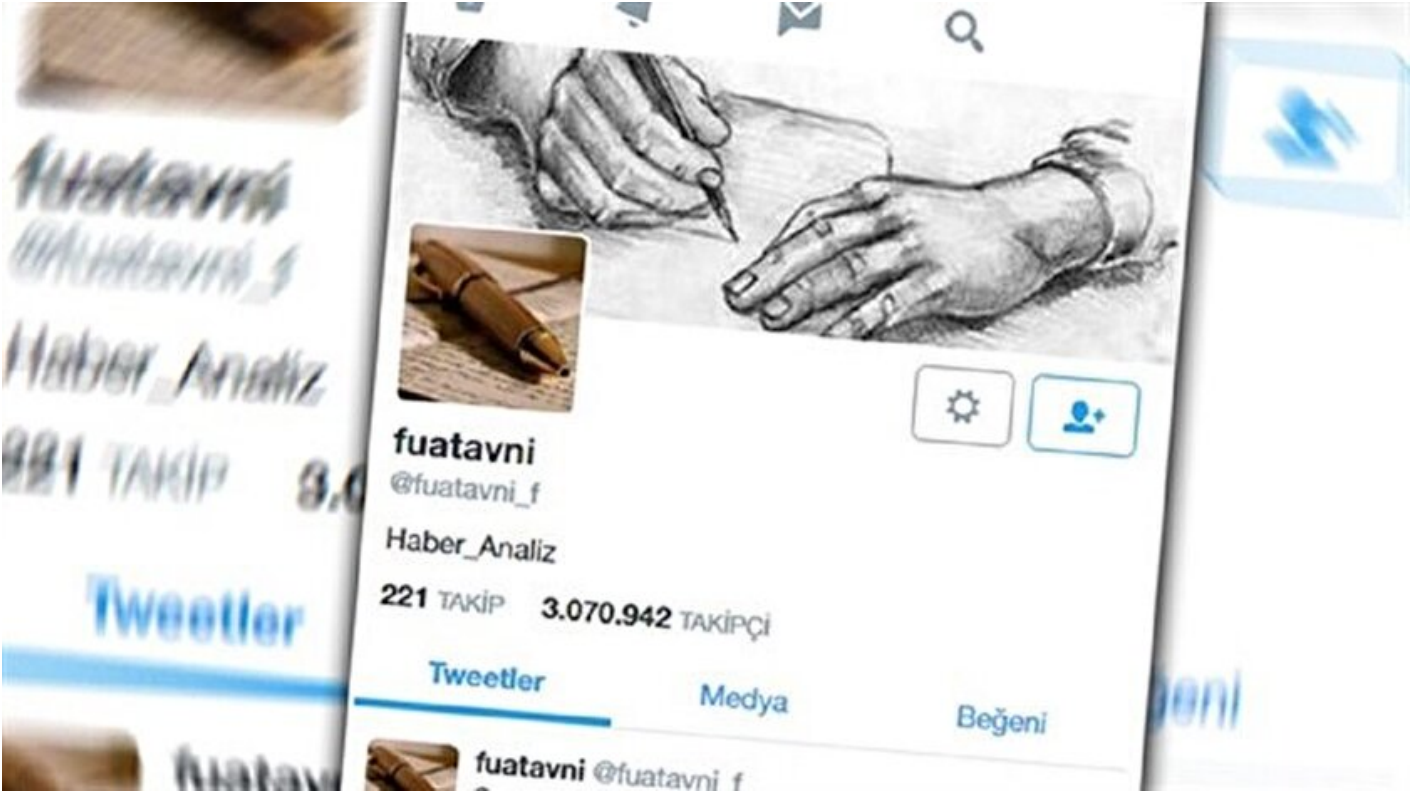 fuatavni
@fuatavni_f
Haber_Analiz
221 TAKİP 3.070.942 TAKİPÇİ
Tweetler Medya Beğeni
fuatavni @fuatavni_f
fuatavni
@fuatavni_f
Haber_Analiz
TAKİP
Tweetler